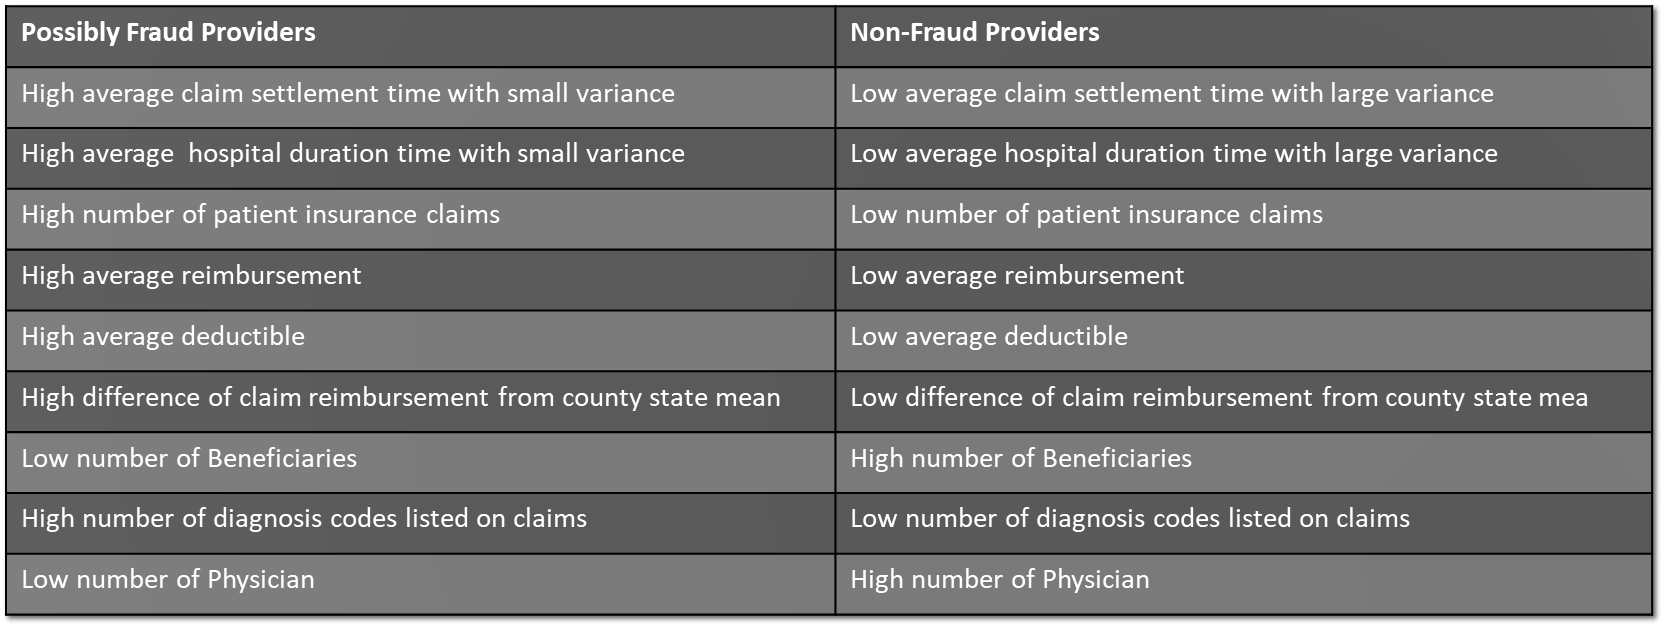 Possibly Fraud Providers
Non-Fraud Providers
High average claim settlement time with small variance
Low average claim settlement time with large variance
High average  hospital duration time with small variance
Low average hospital duration time with large variance
High number of patient insurance claims
Low number of patient insurance claims
High average reimbursement
Low average reimbursement
High average deductible
Low average deductible
High difference of claim reimbursement from county state mean
Low difference of claim reimbursement from county state mea
Low number of Beneficiaries
High number of Beneficiaries
High number of diagnosis codes listed on claims
Low number of diagnosis codes listed on claims
Low number of Physician
High number of Physician